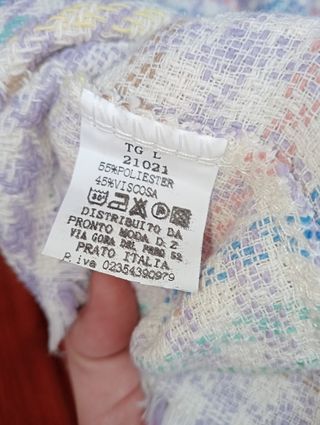 TG L
21021
55%POLIESTER
45%VISCOSA
30°
P
DISTRIBUITO DA
PRONTO MODA D.Z
VIA GORA DEL PERO 52
PRATO ITALIA
P.iva 02354390979